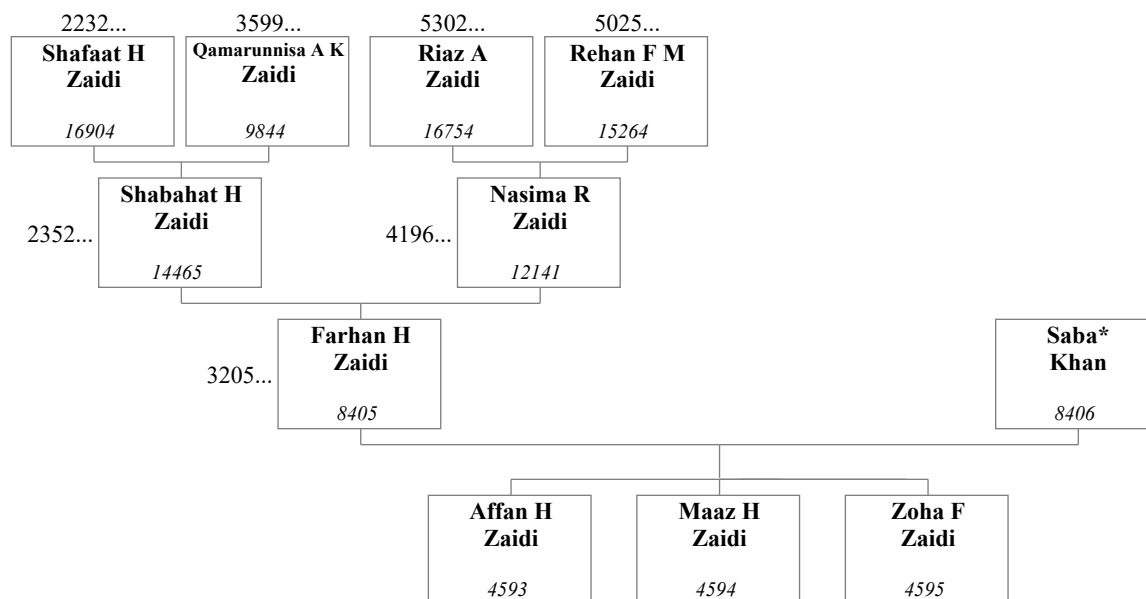 2232... 3599... 5302... 5025...
Shafaat H Qamarunnisa A K Riaz A Rehan F M
Zaidi Zaidi Zaidi Zaidi
16904 9844 16754 15264
Shabahat H Nasima R
Zaidi Zaidi
2352... 4196...
14465 12141
Farhan H Saba*
Zaidi Khan
3205...
8405 8406
Affan H Maaz H Zoha F
Zaidi Zaidi Zaidi
4593 4594 4595